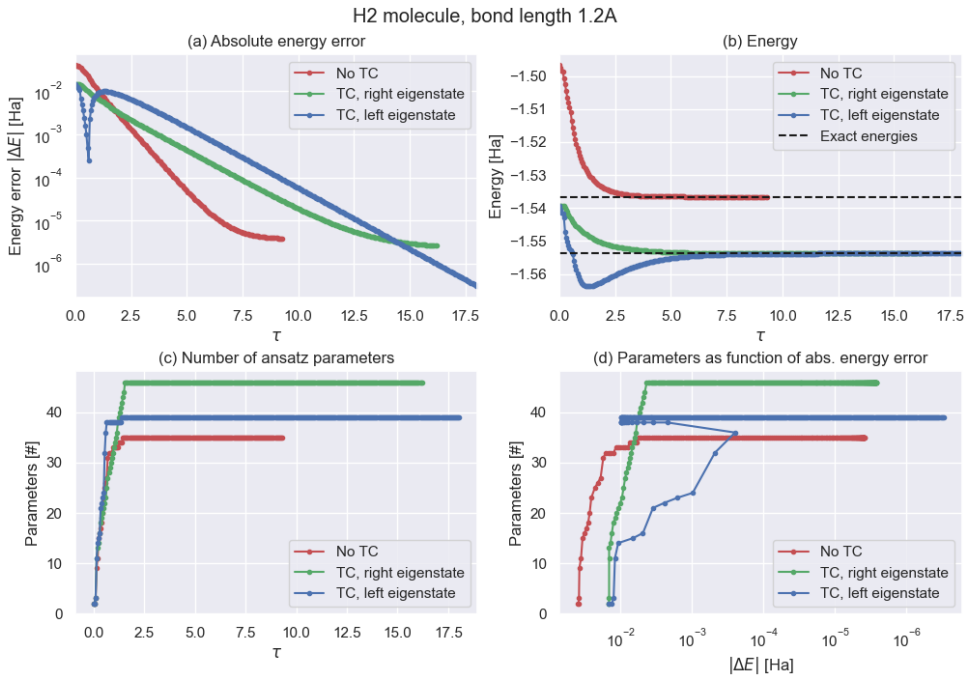 H2 molecule, bond length 1.2A
(a) Absolute energy error
Energy error |ΔE| [Ha]
10⁻²
10⁻³
10⁻⁴
10⁻⁵
10⁻⁶
No TC
TC, right eigenstate
TC, left eigenstate
0.0 2.5 5.0 7.5 10.0 12.5 15.0 17.5
τ
(b) Energy
Energy [Ha]
−1.50
−1.51
−1.52
−1.53
−1.54
−1.55
−1.56
No TC
TC, right eigenstate
TC, left eigenstate
Exact energies
0.0 2.5 5.0 7.5 10.0 12.5 15.0 17.5
τ
(c) Number of ansatz parameters
Parameters [#]
40
30
20
10
0
No TC
TC, right eigenstate
TC, left eigenstate
0.0 2.5 5.0 7.5 10.0 12.5 15.0 17.5
τ
(d) Parameters as function of abs. energy error
Parameters [#]
40
30
20
10
0
No TC
TC, right eigenstate
TC, left eigenstate
10⁻² 10⁻³ 10⁻⁴ 10⁻⁵ 10⁻⁶
|ΔE| [Ha]